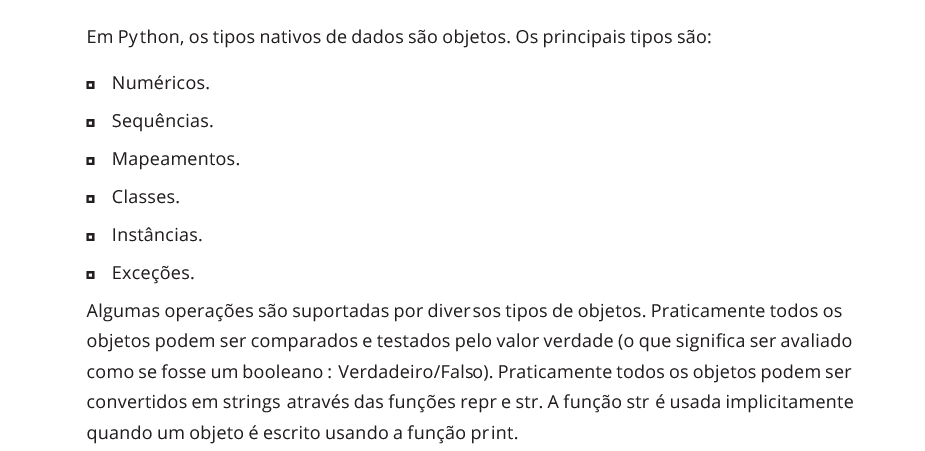 Em Python, os tipos nativos de dados são objetos. Os principais tipos são:
Numéricos.
Sequências.
Mapeamentos.
Classes.
Instâncias.
Exceções.
Algumas operações são suportadas por diversos tipos de objetos. Praticamente todos os
objetos podem ser comparados e testados pelo valor verdade (o que significa ser avaliado
como se fosse um booleano : Verdadeiro/Falso). Praticamente todos os objetos podem ser
convertidos em strings através das funções repr e str. A função str é usada implicitamente
quando um objeto é escrito usando a função print.